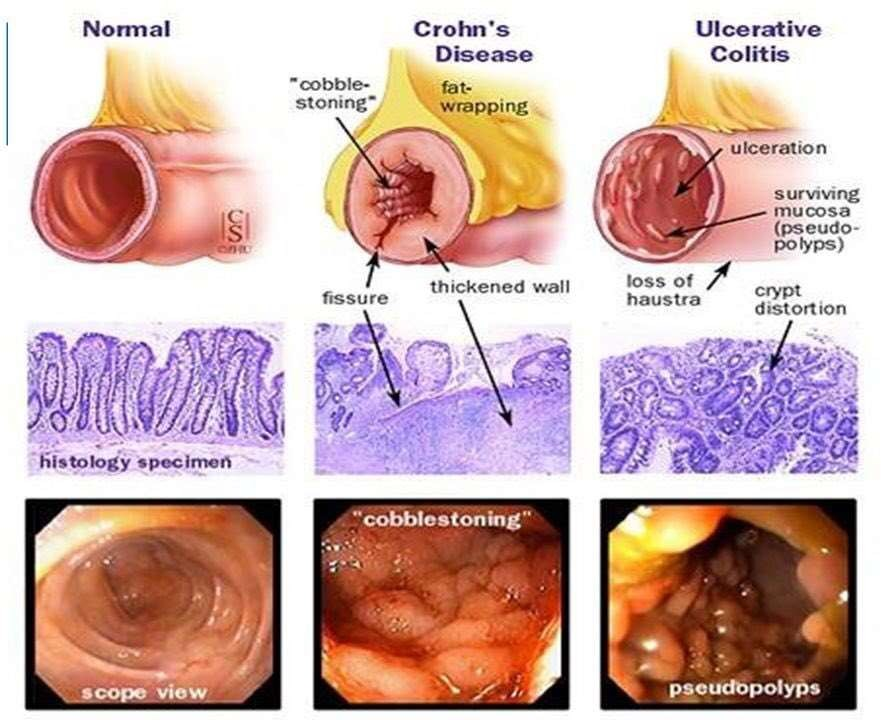 Normal
Crohn's
Disease
Ulcerative
Colitis
"cobble-
stoning"
fat-
wrapping
ulceration
surviving
mucosa
(pseudo-
polyps)
C
S
fissure
thickened wall
loss of
haustra
crypt
distortion
histology specimen
"cobblestoning"
scope view
pseudopolyps